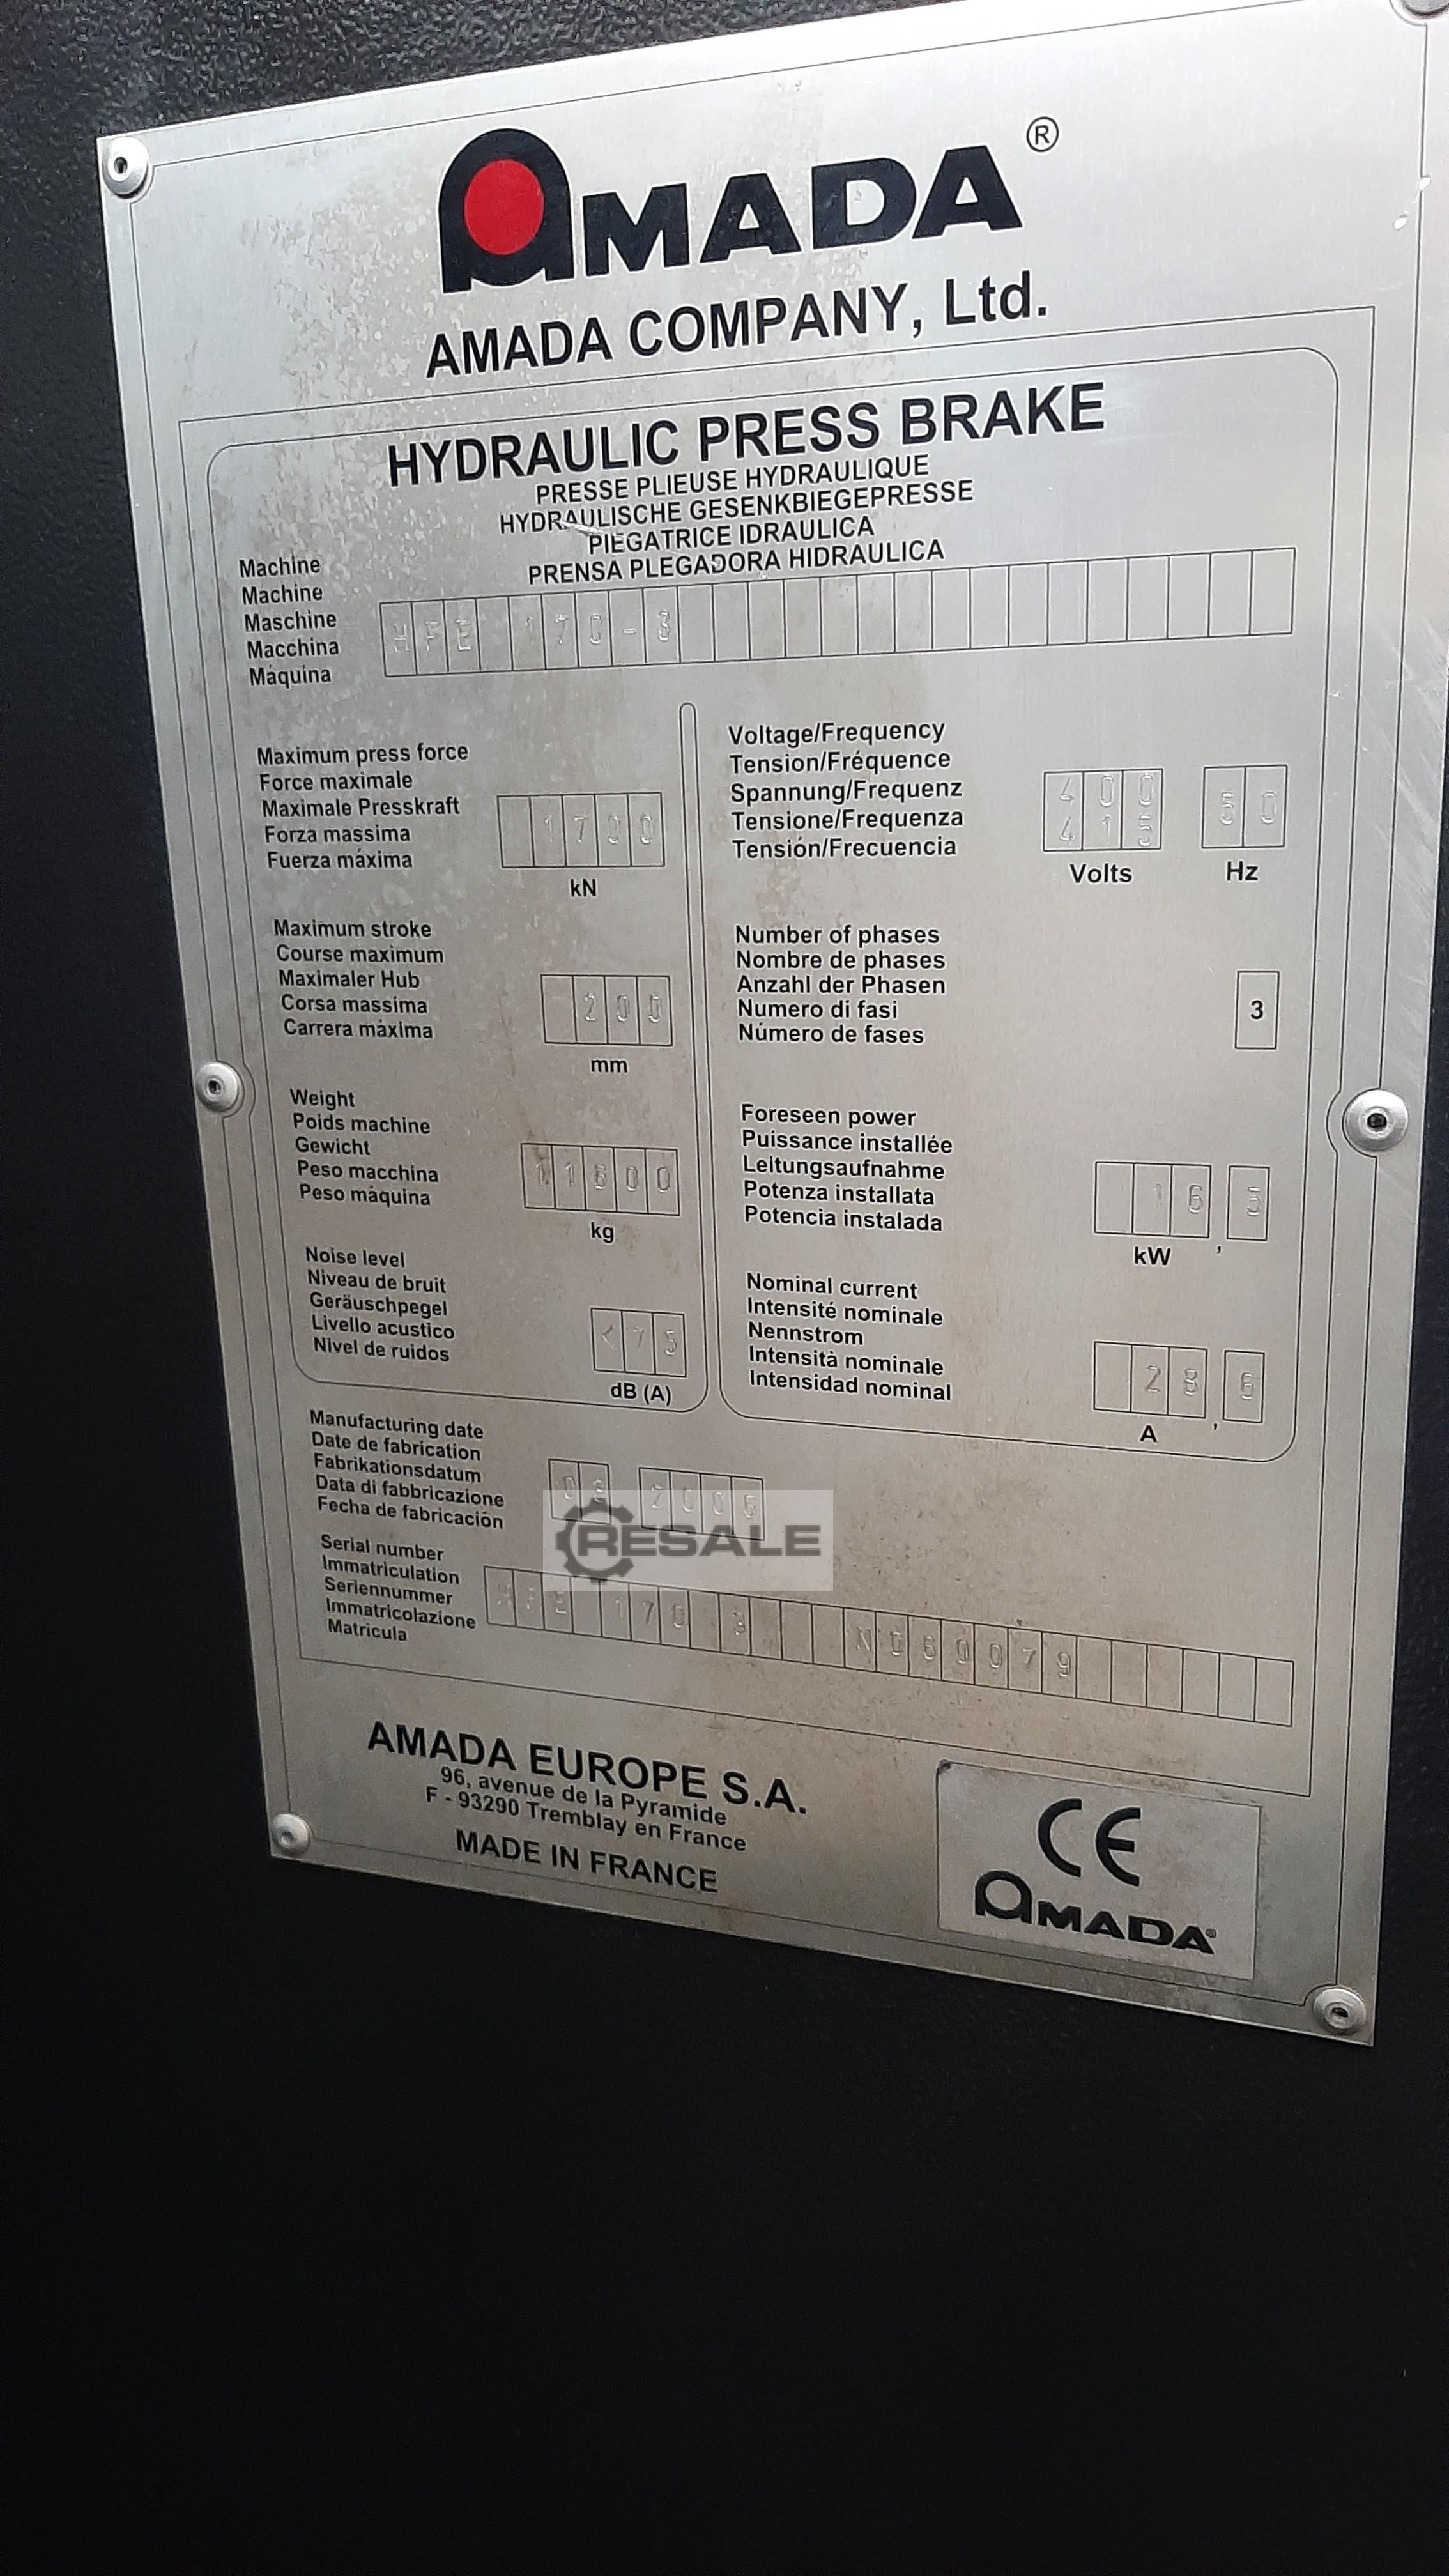 AMADA®
AMADA COMPANY, Ltd.
HYDRAULIC PRESS BRAKE
PRESSE PLIEUSE HYDRAULIQUE
HYDRAULISCHE GESENKBIEGEPRESSE
PIEGATRICE IDRAULICA
PRENSA PLEGADORA HIDRAULICA
Machine
Machine
Maschine
Macchina
Máquina
HFE 170-3
Maximum press force
Force maximale
Maximale Presskraft
Forza massima
Fuerza máxima
1700
kN
Maximum stroke
Course maximum
Maximaler Hub
Corsa massima
Carrera máxima
200
mm
Weight
Poids machine
Gewicht
Peso macchina
Peso máquina
11600
kg
Noise level
Niveau de bruit
Geräuschpegel
Livello acustico
Nivel de ruidos
<75
dB (A)
Voltage/Frequency
Tension/Fréquence
Spannung/Frequenz
Tensione/Frequenza
Tensión/Frecuencia
400
415
Volts
50
Hz
Number of phases
Nombre de phases
Anzahl der Phasen
Numero di fasi
Número de fases
3
Foreseen power
Puissance installée
Leitungsaufnahme
Potenza installata
Potencia instalada
16 5
kW ,
Nominal current
Intensité nominale
Nennstrom
Intensità nominale
Intensidad nominal
28 6
A ,
Manufacturing date
Date de fabrication
Fabrikationsdatum
Data di fabbricazione
Fecha de fabricación
2006
RESALE
Serial number
Immatriculation
Seriennummer
Immatricolazione
Matricula
HFE 170 3 NC60079
AMADA EUROPE S.A.
96, avenue de la Pyramide
F - 93290 Tremblay en France
MADE IN FRANCE
CE
AMADA®